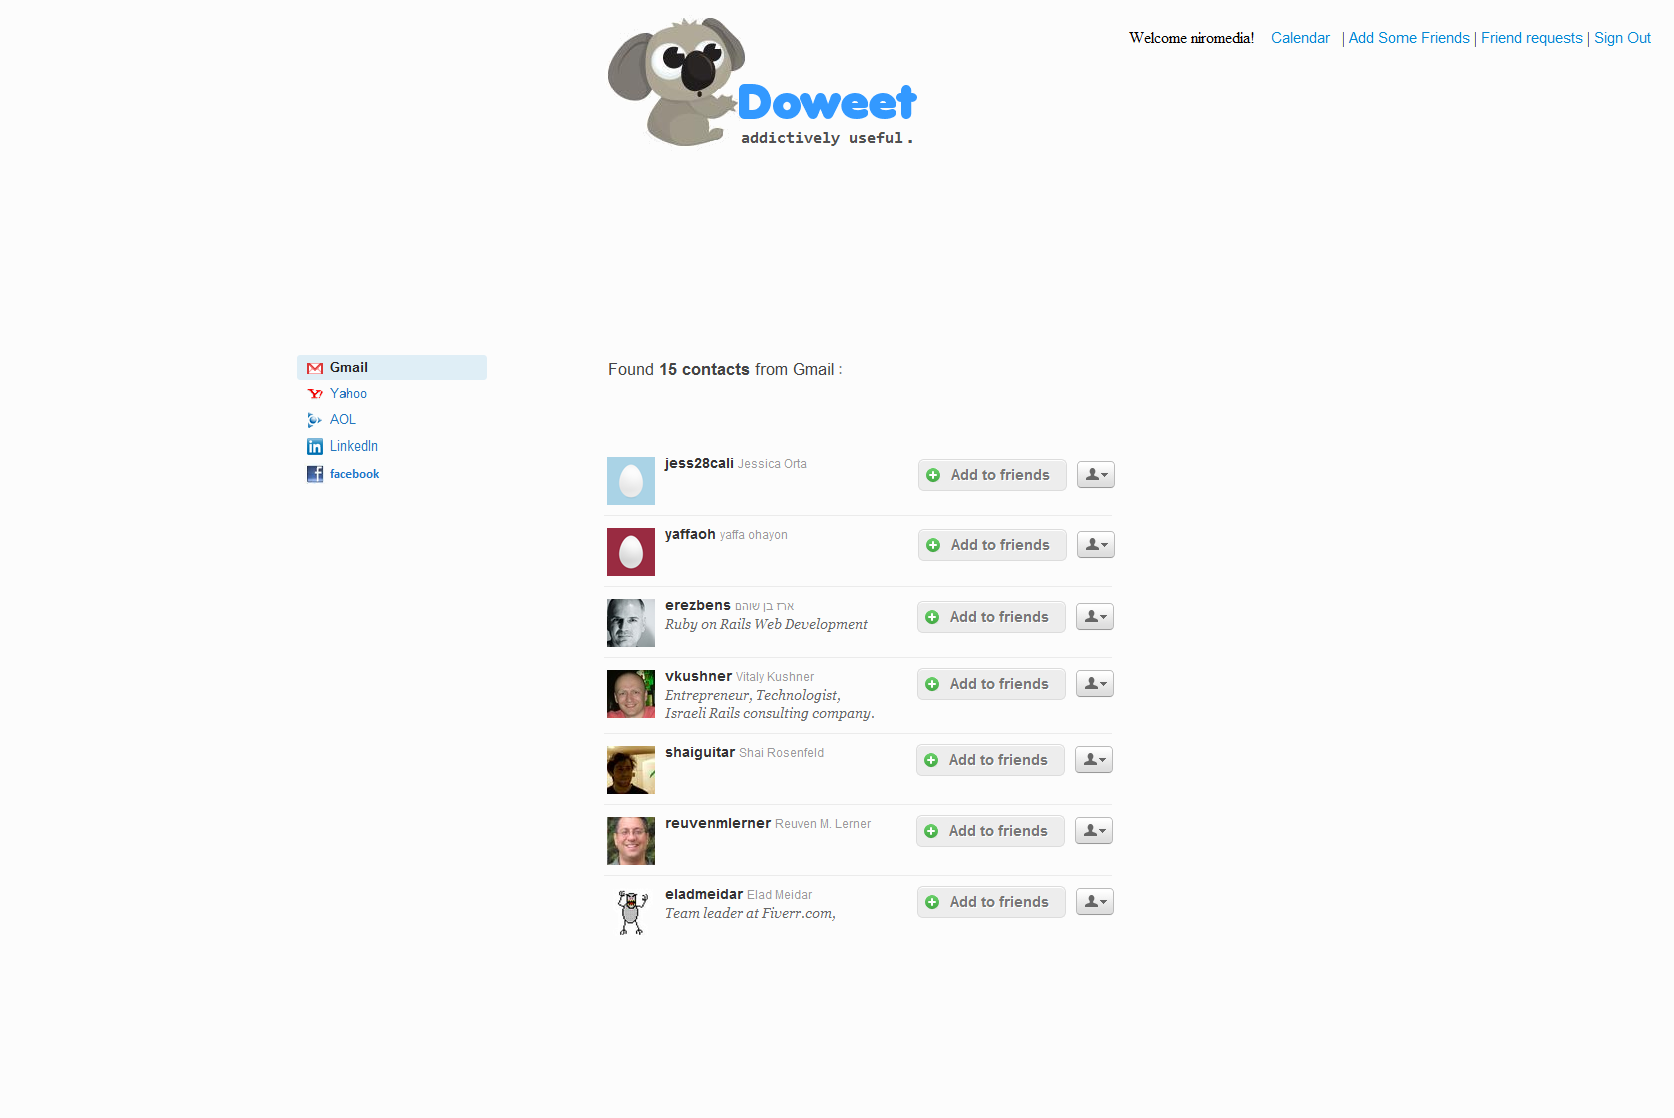 Welcome niromedia! Calendar | Add Some Friends | Friend requests | Sign Out
Doweet
addictively useful.
Gmail
Yahoo
AOL
LinkedIn
facebook
Found 15 contacts from Gmail :
jess28cali Jessica Orta
Add to friends
yaffaoh yaffa ohayon
Add to friends
erezbens ארז בן שוהם
Ruby on Rails Web Development
Add to friends
vkushner Vitaly Kushner
Entrepreneur, Technologist,
Israeli Rails consulting company.
Add to friends
shaiguitar Shai Rosenfeld
Add to friends
reuvenmlerner Reuven M. Lerner
Add to friends
eladmeidar Elad Meidar
Team leader at Fiverr.com,
Add to friends